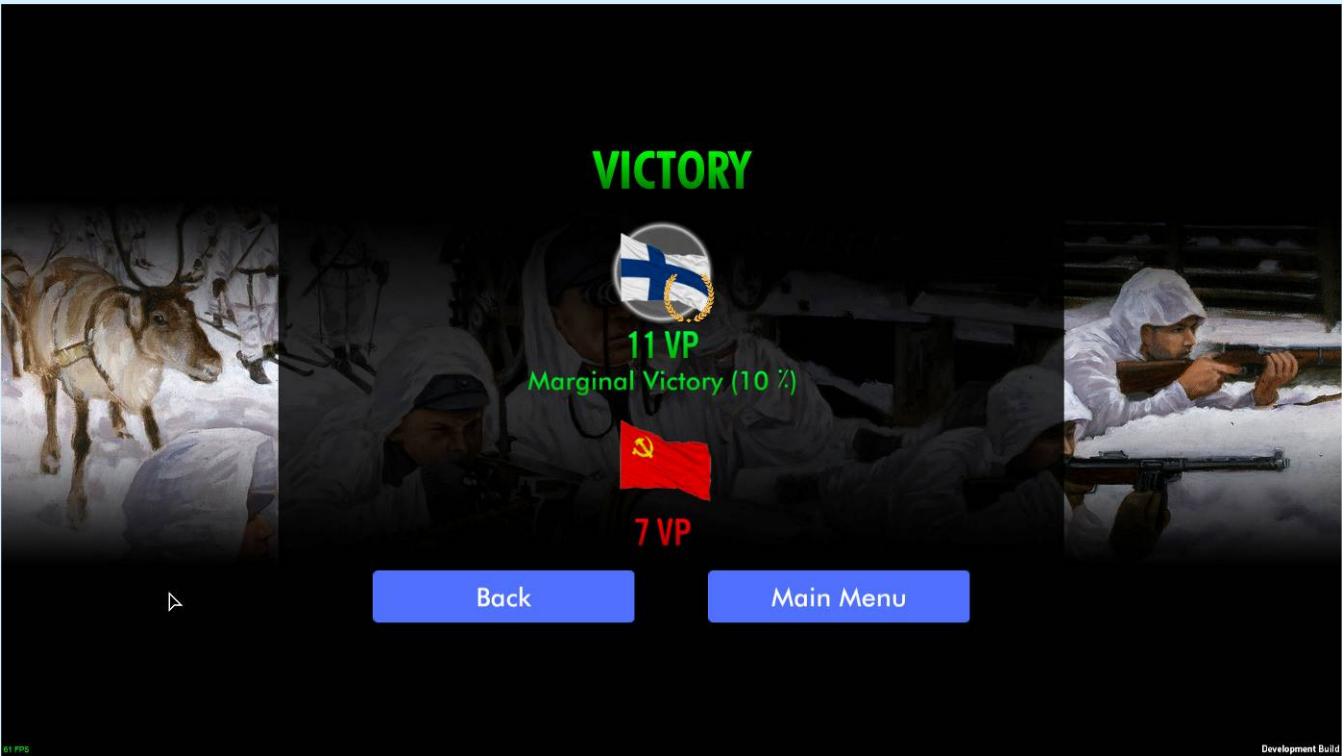 VICTORY
11 VP
Marginal Victory (10 %)
7 VP
Back
Main Menu
61 FPS
Development Build